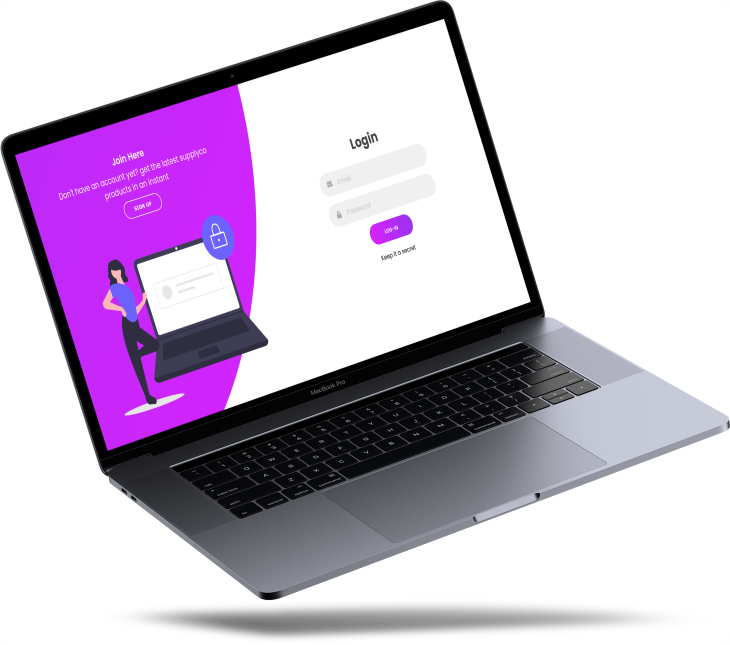 Join Here
Don't have an account yet? get the latest supplyco
products in an instant
SIGN UP
Login
Email
Password
LOG-IN
Keep it a secret
MacBook Pro